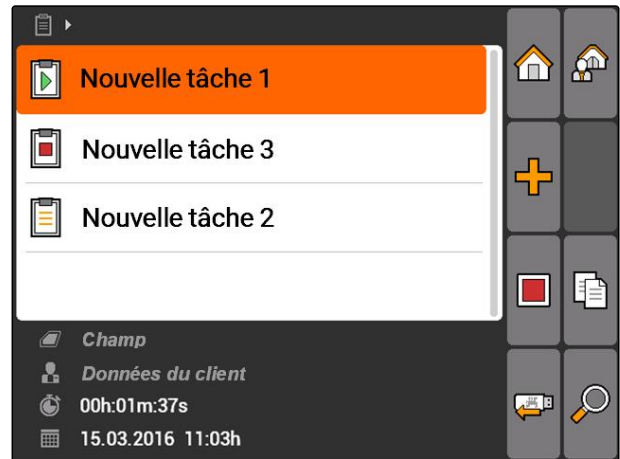 Nouvelle tâche 1
Nouvelle tâche 3
Nouvelle tâche 2
Champ
Données du client
00h:01m:37s
15.03.2016 11:03h